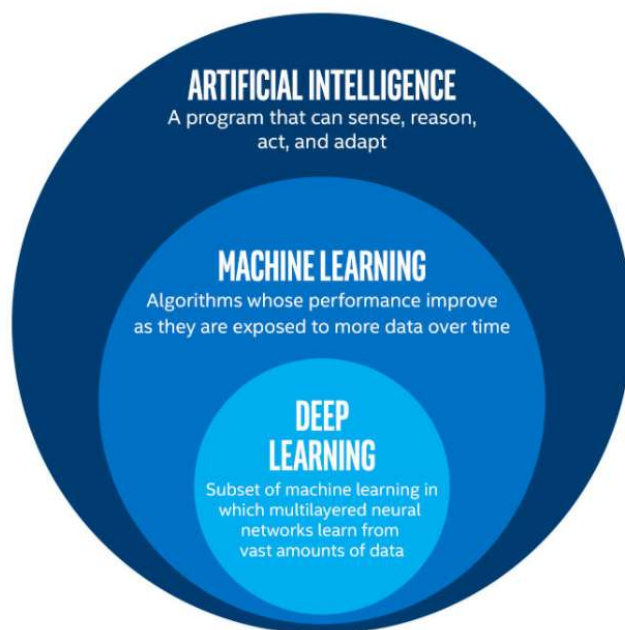 ARTIFICIAL INTELLIGENCE
A program that can sense, reason,
act, and adapt
MACHINE LEARNING
Algorithms whose performance improve
as they are exposed to more data over time
DEEP
LEARNING
Subset of machine learning in
which multilayered neural
networks learn from
vast amounts of data